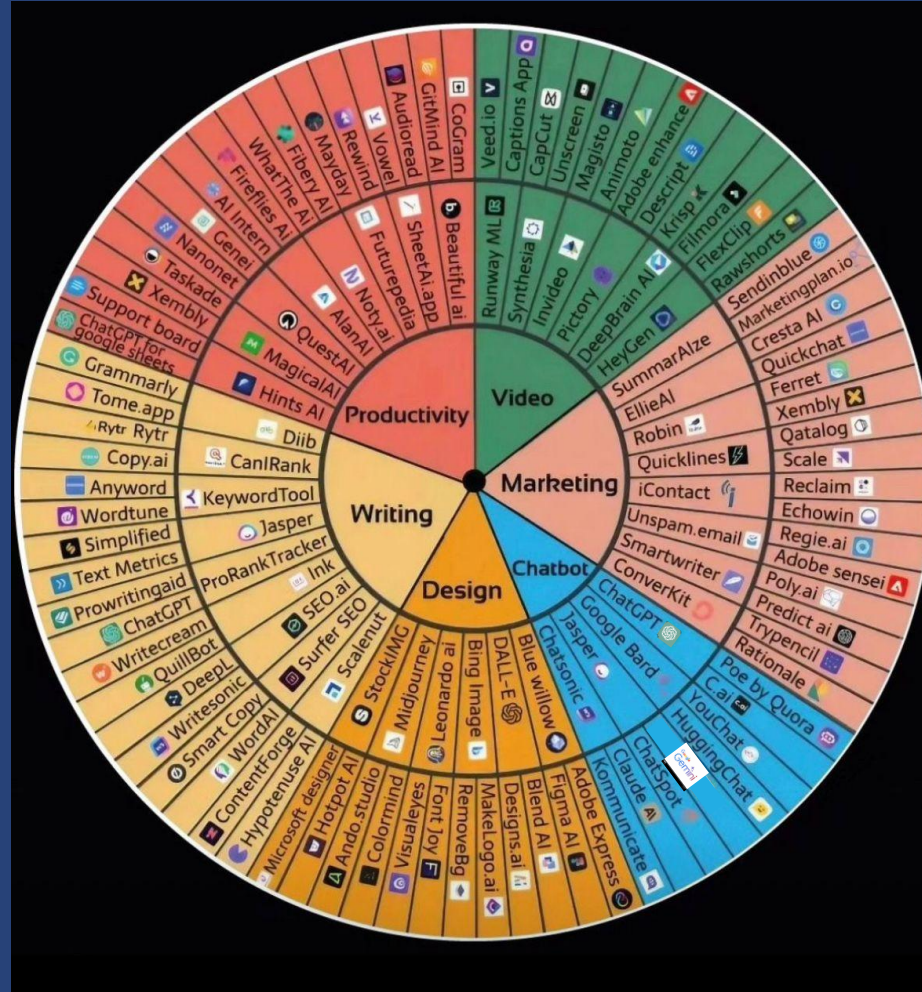 Productivity
Video
Marketing
Chatbot
Design
Writing
Hints AI
MagicalAI
QuestAI
AlanAI
Noty.ai
Futurepedia
SheetAi.app
Beautiful ai
ChatGPT for
google sheets
Support board
Xembly
Taskade
Nanonet
Genei
AI Intern
Fireflies Ai
WhatThe Ai
Fibery AI
Mayday
Rewind
Vowel
Audioread
GitMind AI
CoGram
Runway ML
Synthesia
Invideo
Pictory
DeepBrain AI
HeyGen
Veed.io
Captions App
CapCut
Unscreen
Magisto
Animoto
Adobe enhance
Descript
Krisp
Filmora
FlexClip
Rawshorts
SummarAIze
EllieAI
Robin
Quicklines
iContact
Unspam.email
Smartwriter
ConverKit
Sendinblue
Marketingplan.io
Cresta AI
Quickchat
Ferret
Xembly
Qatalog
Scale
Reclaim
Echowin
Regie.ai
Adobe sensei
Poly.ai
Predict ai
Trypencil
Rationale
ChatGPT
Google Bard
Jasper
Chatsonic
Poe by Quora
C.ai
c.ai
YouChat
HuggingChat
Gemini
ChatSpot
Claude
AI
Kommunicate
Blue willow
DALL-E
Bing Image
Leonardo ai
Midjourney
StockIMG
Adobe Express
Figma AI
Blend AI
Designs.ai
Ai
MakeLogo.ai
RemoveBg
Font Joy
Visualeyes
Colormind
Ando.studio
Hotpot AI
Microsoft designer
Diib
CanIRank
KeywordTool
Jasper
ProRankTracker
Ink
SEO.ai
Surfer SEO
Scalenut
Grammarly
Tome.app
Rytr Rytr
Copy.ai
Anyword
Wordtune
Simplified
Text Metrics
Prowritingaid
ChatGPT
Writecream
QuillBot
DeepL
Writesonic
Smart Copy
WordAI
ContentForge
Hypotenuse AI